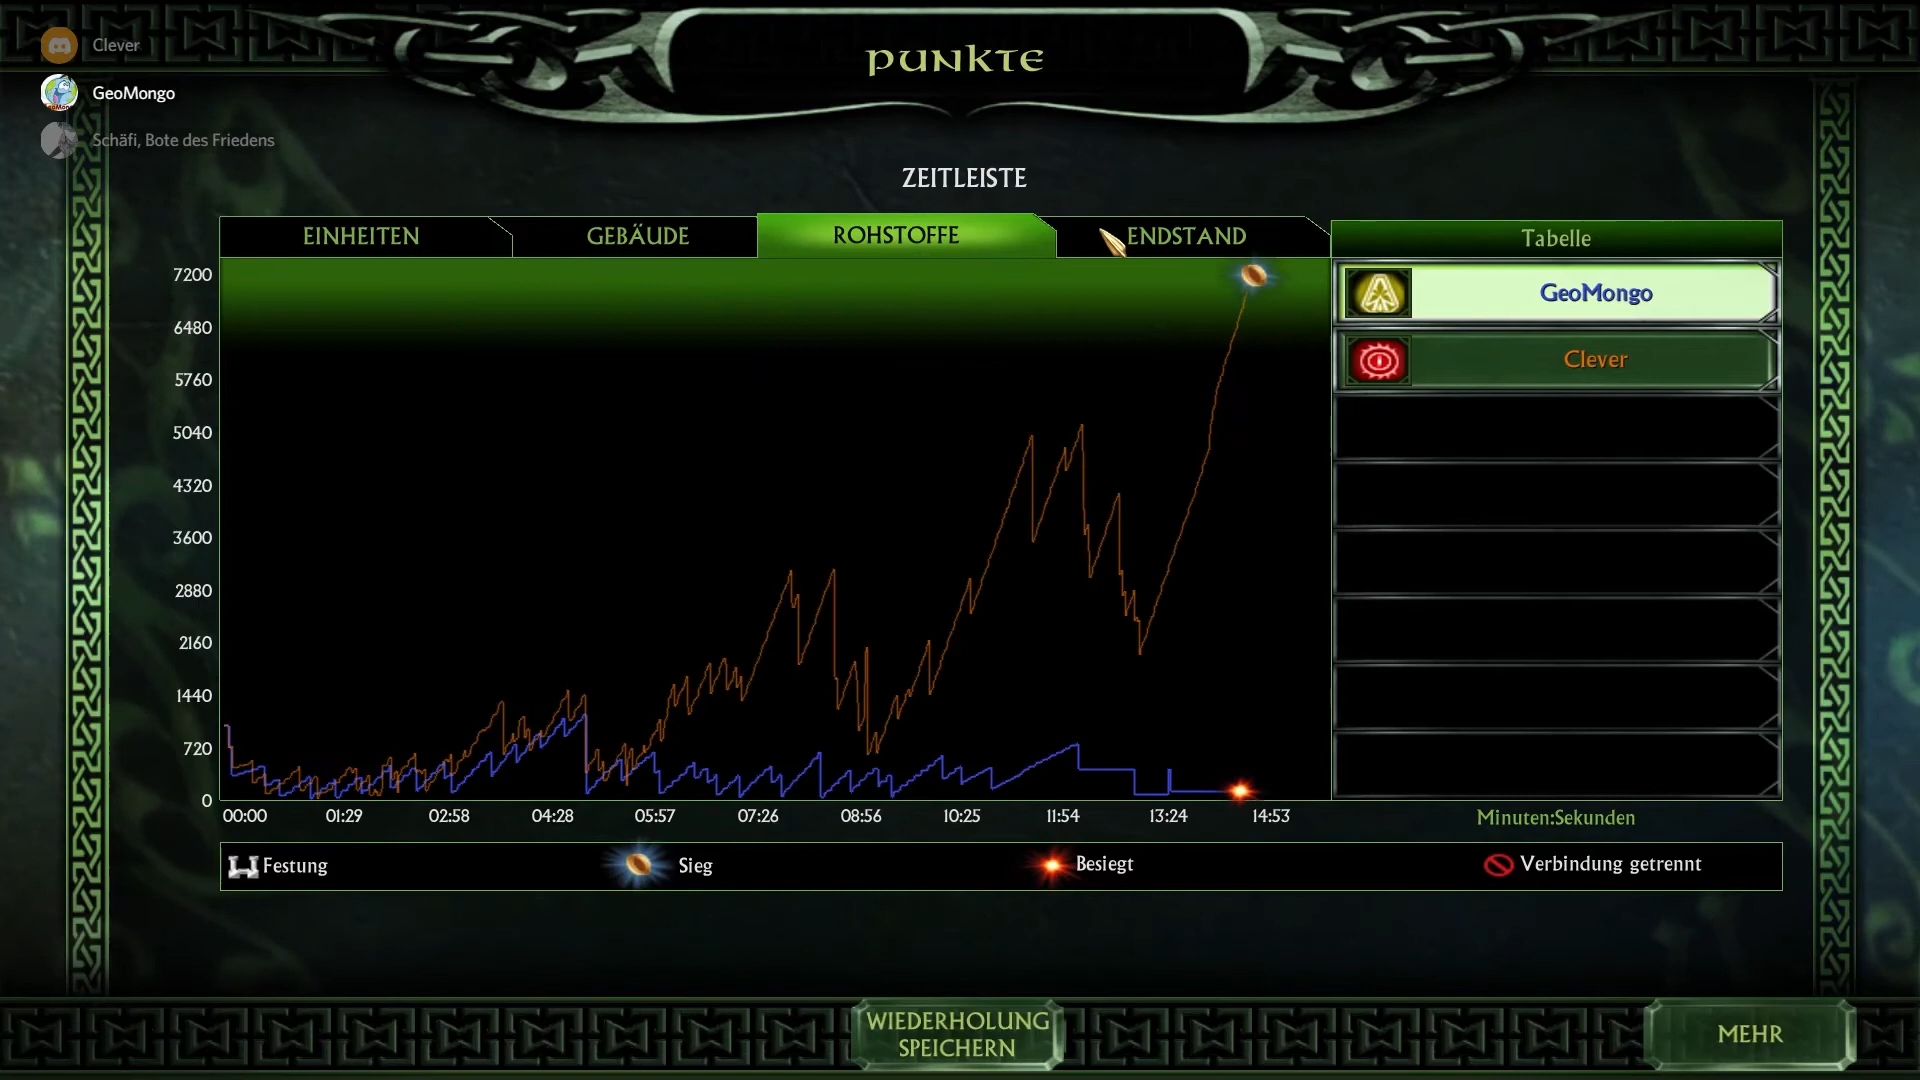 Clever
GeoMongo
Schäfi, Bote des Friedens
PUNKTE
ZEITLEISTE
EINHEITEN
GEBÄUDE
ROHSTOFFE
ENDSTAND
Tabelle
GeoMongo
Clever
7200
6480
5760
5040
4320
3600
2880
2160
1440
720
0
00:00 01:29 02:58 04:28 05:57 07:26 08:56 10:25 11:54 13:24 14:53
Minuten:Sekunden
Festung
Sieg
Besiegt
Verbindung getrennt
WIEDERHOLUNG
SPEICHERN
MEHR